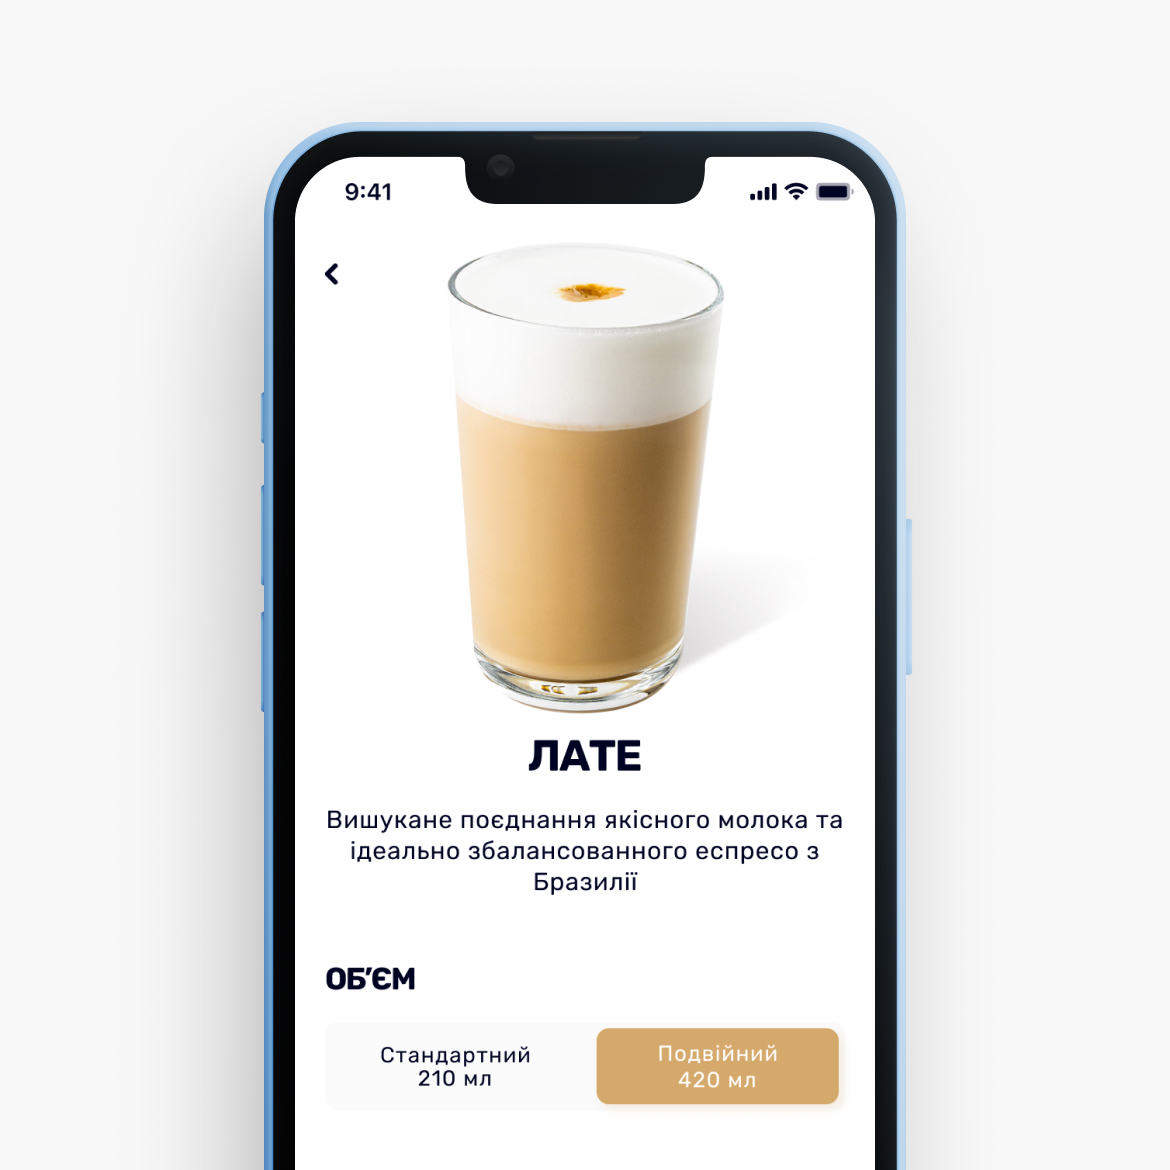 9:41
ЛАТЕ
Вишукане поєднання якісного молока та
ідеально збалансованного еспресо з
Бразилії
ОБ’ЄМ
Стандартний
210 мл
Подвійний
420 мл